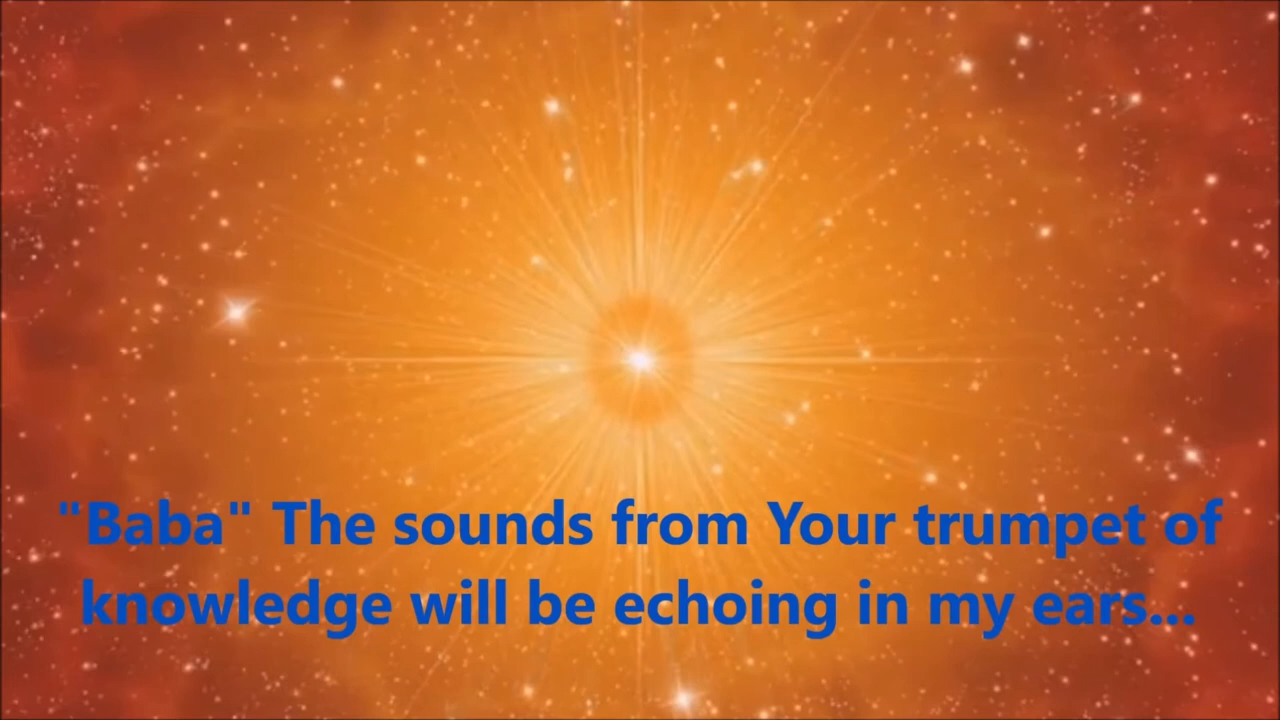 "Baba" The sounds from Your trumpet of
knowledge will be echoing in my ears...